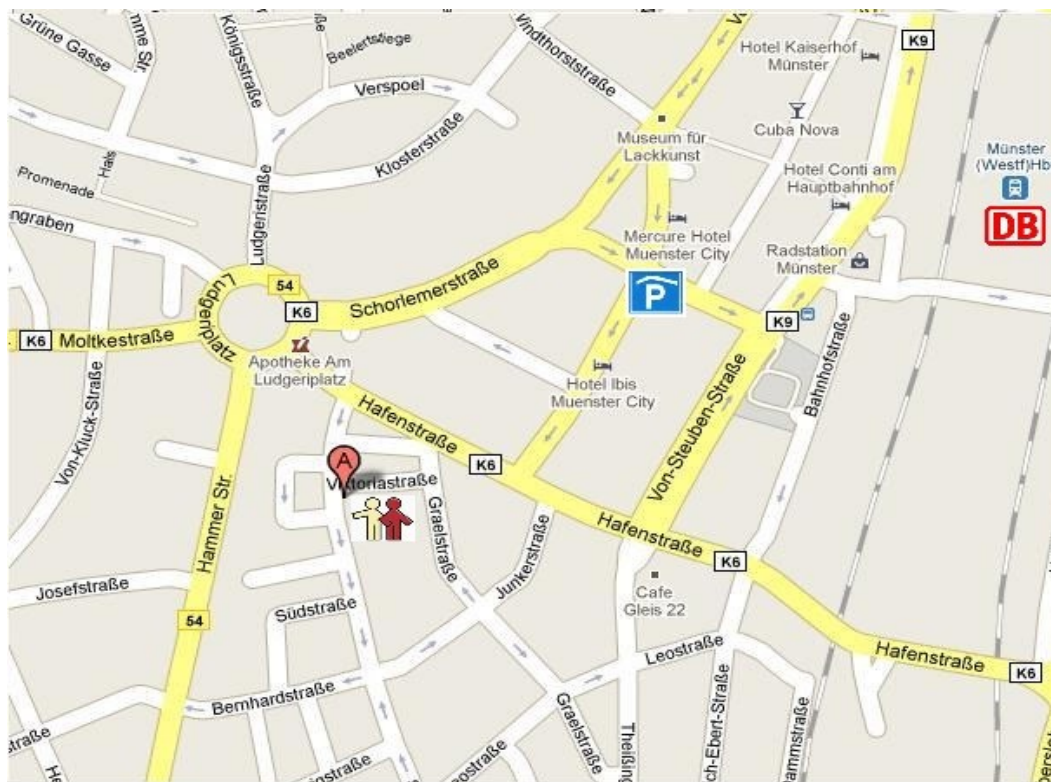 Grüne Gasse
Königsstraße
Beelertstiege
Windthorststraße
Hotel Kaiserhof
Münster
K9
Verspoel
Museum für
Lackkunst
Cuba Nova
Münster
(Westf)Hb
DB
Klosterstraße
Hotel Conti am
Hauptbahnhof
Promenade
Ludgeristraße
Mercure Hotel
Muenster City
Radstation
Münster
P
54
K6
Schorlemerstraße
K9
K6
Moltkestraße
Ludgeriplatz
Apotheke Am
Ludgeriplatz
Hotel Ibis
Muenster City
Bahnhofstraße
Von-Kluck-Straße
Hafenstraße
Von-Steuben-Straße
A
K6
Viktoriastraße
Hammer Str.
Graelstraße
Hafenstraße
K6
Junkerstraße
Josefstraße
Cafe
Gleis 22
Südstraße
54
Leostraße
Hafenstraße
K6
Bernhardstraße
Graelstraße